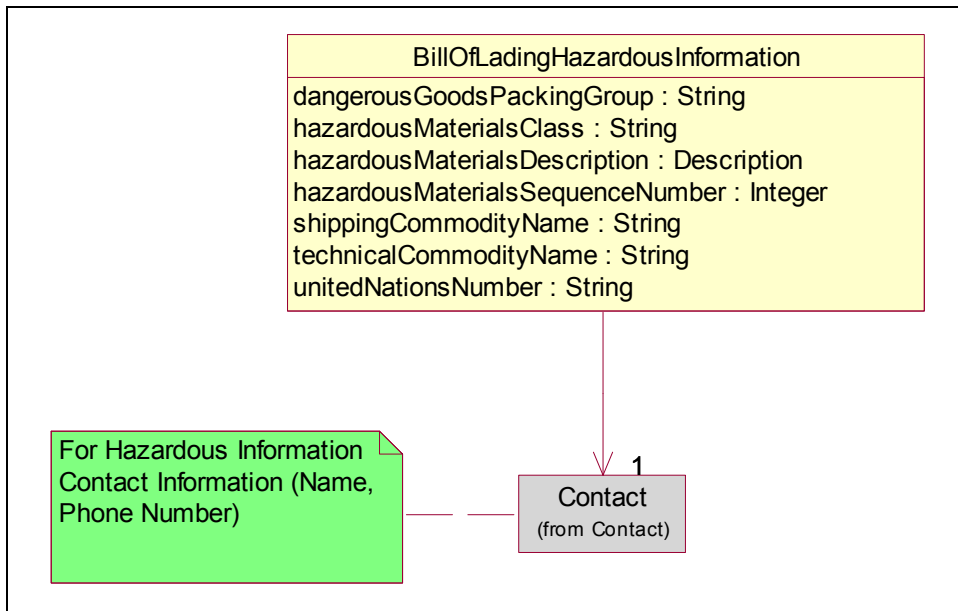 BillOfLadingHazardousInformation
dangerousGoodsPackingGroup : String
hazardousMaterialsClass : String
hazardousMaterialsDescription : Description
hazardousMaterialsSequenceNumber : Integer
shippingCommodityName : String
technicalCommodityName : String
unitedNationsNumber : String
1
Contact
(from Contact)
For Hazardous Information
Contact Information (Name,
Phone Number)